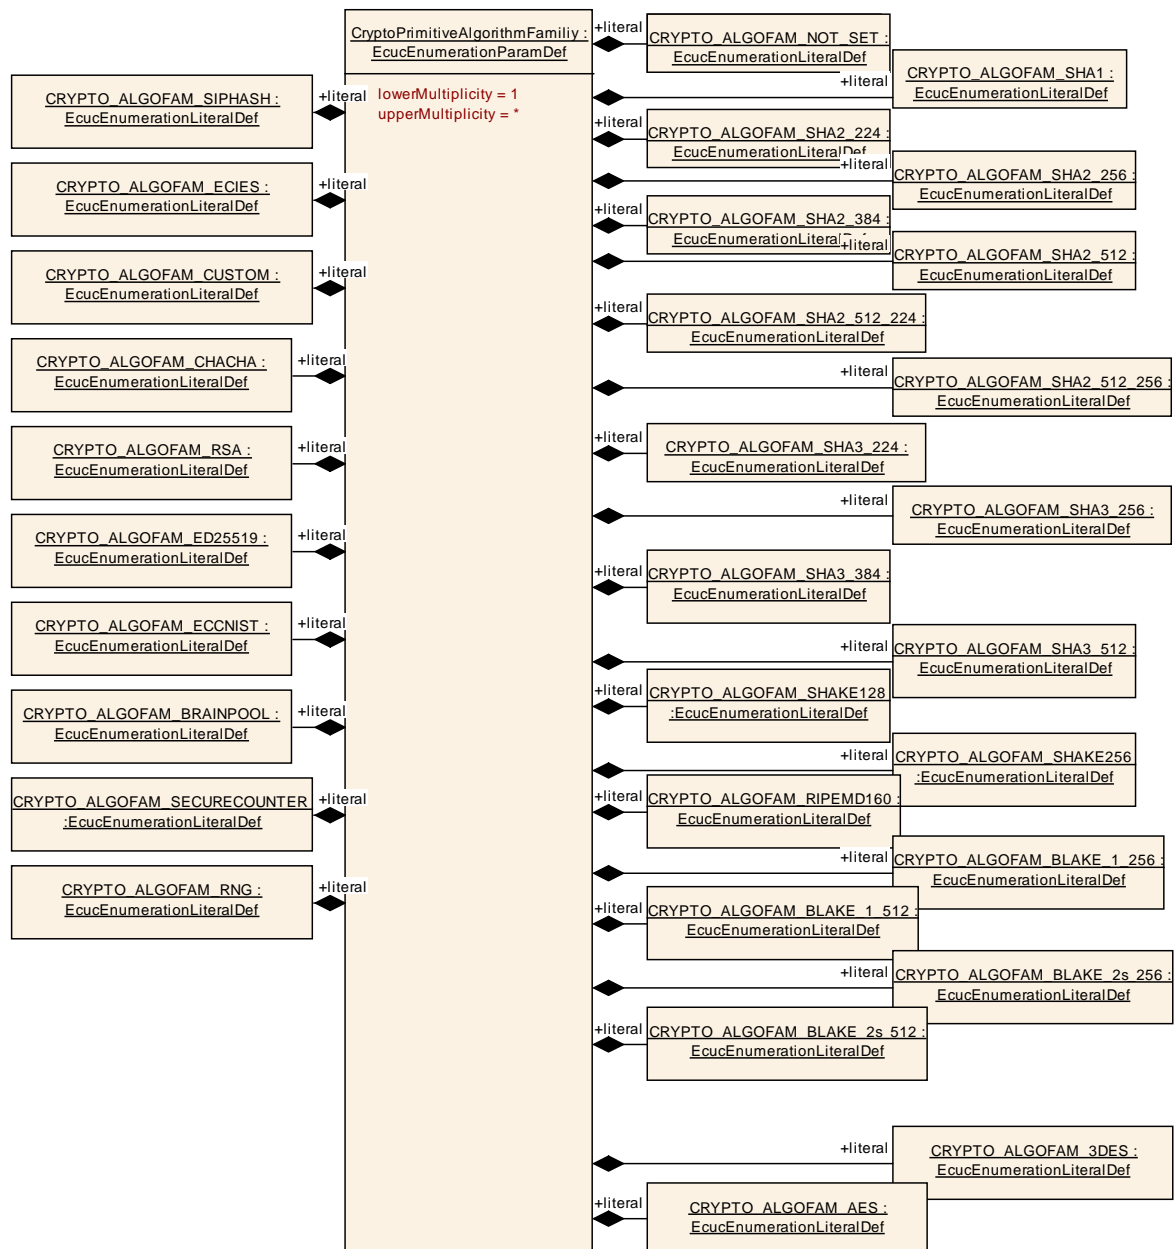 CryptoPrimitiveAlgorithmFamiliy :
EcucEnumerationParamDef
lowerMultiplicity = 1
upperMultiplicity = *
+literal
CRYPTO_ALGOFAM_SIPHASH :
EcucEnumerationLiteralDef
+literal
CRYPTO_ALGOFAM_ECIES :
EcucEnumerationLiteralDef
+literal
CRYPTO_ALGOFAM_CUSTOM :
EcucEnumerationLiteralDef
+literal
CRYPTO_ALGOFAM_CHACHA :
EcucEnumerationLiteralDef
+literal
CRYPTO_ALGOFAM_RSA :
EcucEnumerationLiteralDef
+literal
CRYPTO_ALGOFAM_ED25519 :
EcucEnumerationLiteralDef
+literal
CRYPTO_ALGOFAM_ECCNIST :
EcucEnumerationLiteralDef
+literal
CRYPTO_ALGOFAM_BRAINPOOL :
EcucEnumerationLiteralDef
+literal
CRYPTO_ALGOFAM_SECURECOUNTER
:EcucEnumerationLiteralDef
+literal
CRYPTO_ALGOFAM_RNG :
EcucEnumerationLiteralDef
+literal
CRYPTO_ALGOFAM_NOT_SET :
EcucEnumerationLiteralDef
+literal
CRYPTO_ALGOFAM_SHA1 :
EcucEnumerationLiteralDef
+literal
CRYPTO_ALGOFAM_SHA2_224 :
EcucEnumerationLiteralDef
+literal
CRYPTO_ALGOFAM_SHA2_256 :
EcucEnumerationLiteralDef
+literal
CRYPTO_ALGOFAM_SHA2_384 :
EcucEnumerationLiteralDef
+literal
CRYPTO_ALGOFAM_SHA2_512 :
EcucEnumerationLiteralDef
+literal
CRYPTO_ALGOFAM_SHA2_512_224 :
EcucEnumerationLiteralDef
+literal
CRYPTO_ALGOFAM_SHA2_512_256 :
EcucEnumerationLiteralDef
+literal
CRYPTO_ALGOFAM_SHA3_224 :
EcucEnumerationLiteralDef
+literal
CRYPTO_ALGOFAM_SHA3_256 :
EcucEnumerationLiteralDef
+literal
CRYPTO_ALGOFAM_SHA3_384 :
EcucEnumerationLiteralDef
+literal
CRYPTO_ALGOFAM_SHA3_512 :
EcucEnumerationLiteralDef
+literal
CRYPTO_ALGOFAM_SHAKE128
:EcucEnumerationLiteralDef
+literal
CRYPTO_ALGOFAM_SHAKE256
:EcucEnumerationLiteralDef
+literal
CRYPTO_ALGOFAM_RIPEMD160 :
EcucEnumerationLiteralDef
+literal
CRYPTO_ALGOFAM_BLAKE_1_256 :
EcucEnumerationLiteralDef
+literal
CRYPTO_ALGOFAM_BLAKE_1_512 :
EcucEnumerationLiteralDef
+literal
CRYPTO_ALGOFAM_BLAKE_2s_256 :
EcucEnumerationLiteralDef
+literal
CRYPTO_ALGOFAM_BLAKE_2s_512 :
EcucEnumerationLiteralDef
+literal
CRYPTO_ALGOFAM_3DES :
EcucEnumerationLiteralDef
+literal
CRYPTO_ALGOFAM_AES :
EcucEnumerationLiteralDef